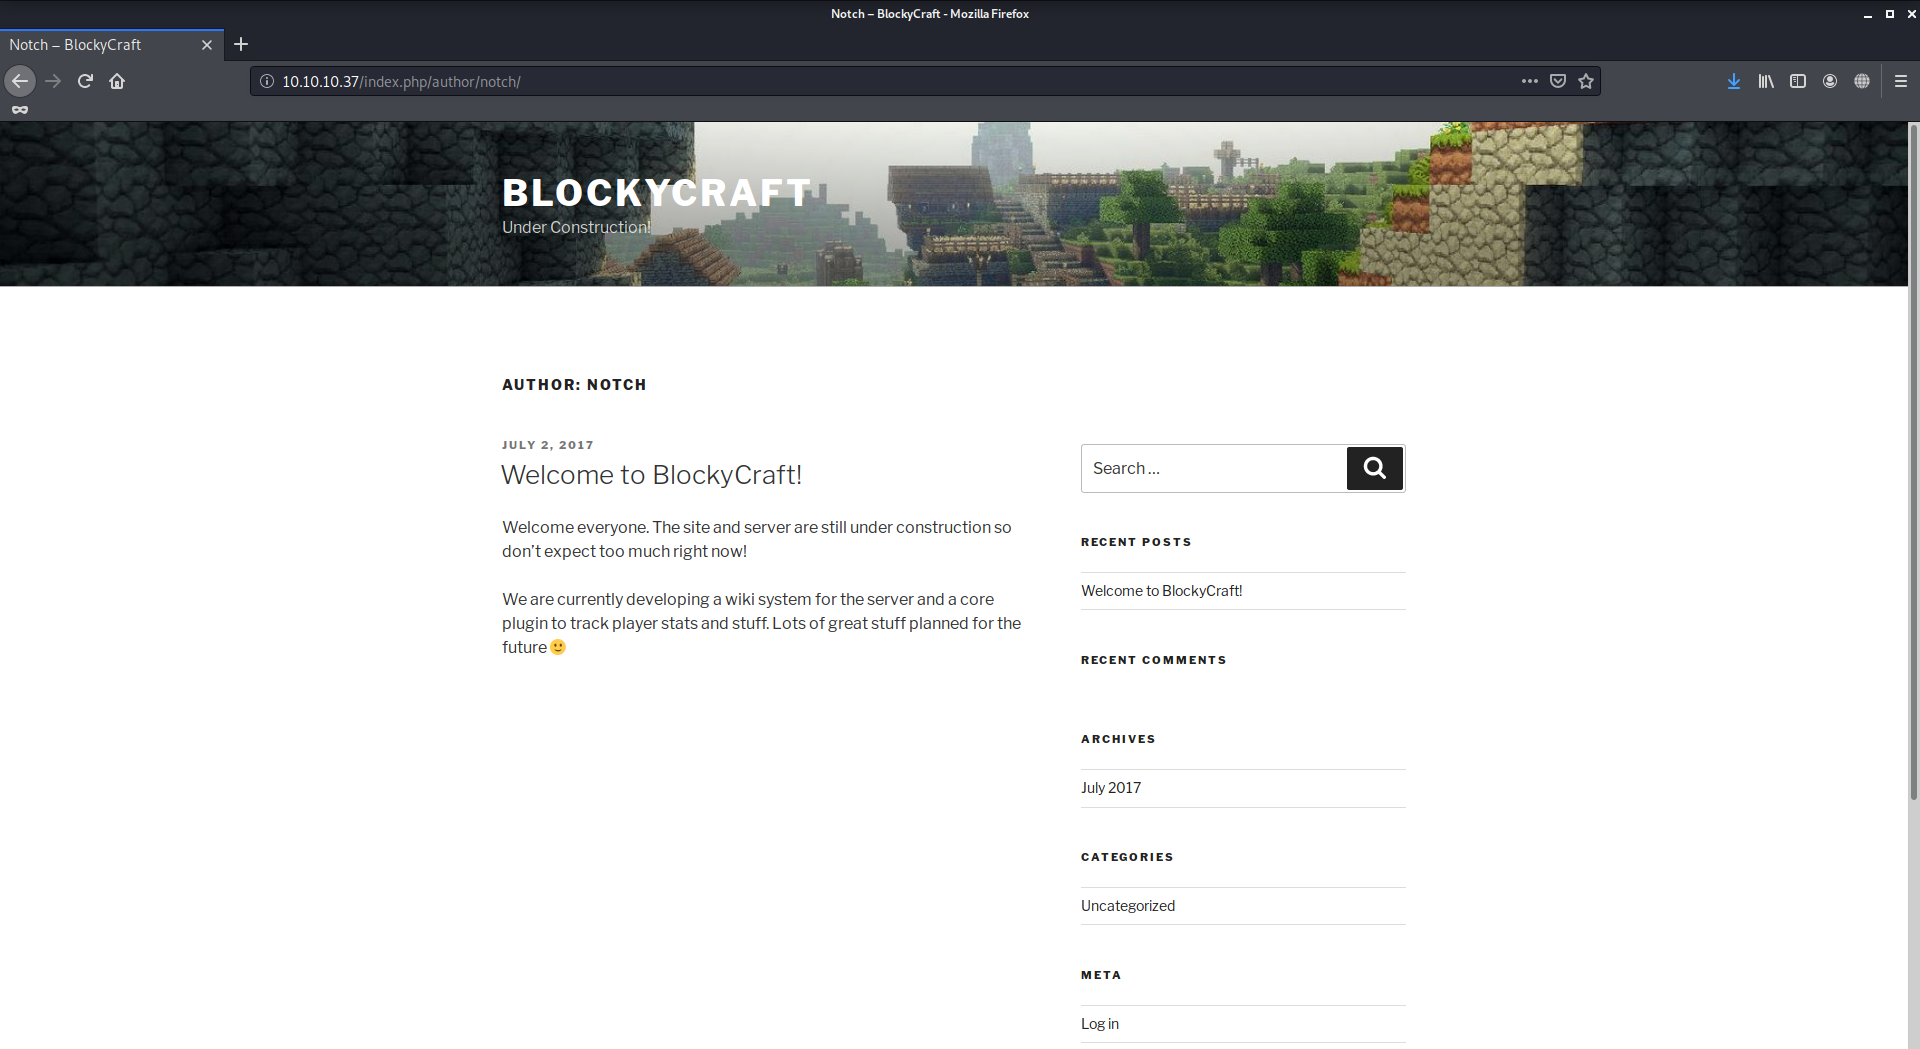 Notch – BlockyCraft - Mozilla Firefox
Notch – BlockyCraft
10.10.10.37/index.php/author/notch/
BLOCKYCRAFT
Under Construction!
AUTHOR: NOTCH
JULY 2, 2017
Welcome to BlockyCraft!
Welcome everyone. The site and server are still under construction so
don’t expect too much right now!
We are currently developing a wiki system for the server and a core
plugin to track player stats and stuff. Lots of great stuff planned for the
future 🙂
Search …
RECENT POSTS
Welcome to BlockyCraft!
RECENT COMMENTS
ARCHIVES
July 2017
CATEGORIES
Uncategorized
META
Log in